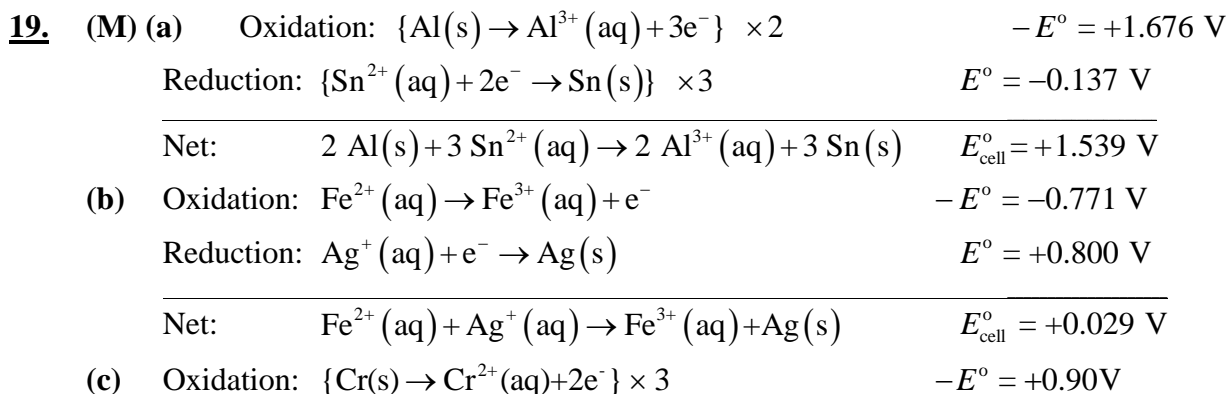 19. (M) (a) Oxidation: {Al(s) → Al³⁺(aq)+3e⁻} ×2 −E° = +1.676 V
Reduction: {Sn²⁺(aq)+2e⁻ → Sn(s)} ×3 E° = −0.137 V
Net: 2 Al(s)+3 Sn²⁺(aq) → 2 Al³⁺(aq)+3 Sn(s) E°cell = +1.539 V
(b) Oxidation: Fe²⁺(aq) → Fe³⁺(aq)+e⁻ −E° = −0.771 V
Reduction: Ag⁺(aq)+e⁻ → Ag(s) E° = +0.800 V
Net: Fe²⁺(aq)+Ag⁺(aq) → Fe³⁺(aq)+Ag(s) E°cell = +0.029 V
(c) Oxidation: {Cr(s) → Cr²⁺(aq)+2e⁻} × 3 −E° = +0.90V